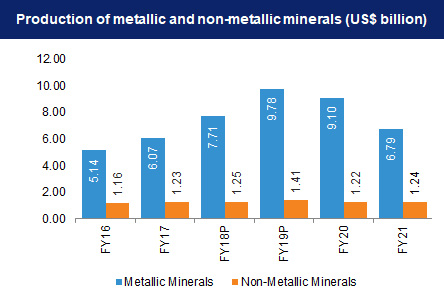 Production of metallic and non-metallic minerals (US$ billion)
12.00
10.00
8.00
6.00
4.00
2.00
0.00
5.14
1.16
6.07
1.23
7.71
1.25
9.78
1.41
9.10
1.22
6.79
1.24
FY16
FY17
FY18P
FY19P
FY20
FY21
Metallic Minerals
Non-Metallic Minerals